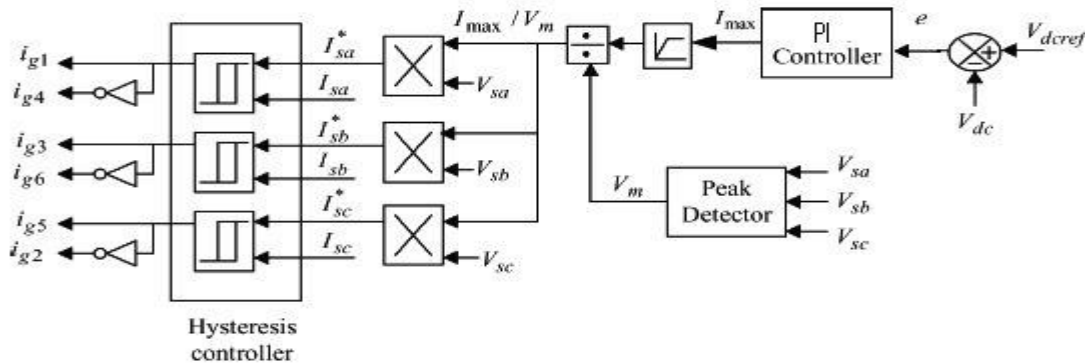 I_max / V_m
I_max
PI
Controller
e
V_dcref
+
−
V_dc
÷
i_g1
i_g4
I*_sa
I_sa
V_sa
i_g3
i_g6
I*_sb
I_sb
V_sb
i_g5
i_g2
I*_sc
I_sc
V_sc
V_m
Peak
Detector
V_sa
V_sb
V_sc
Hysteresis
controller